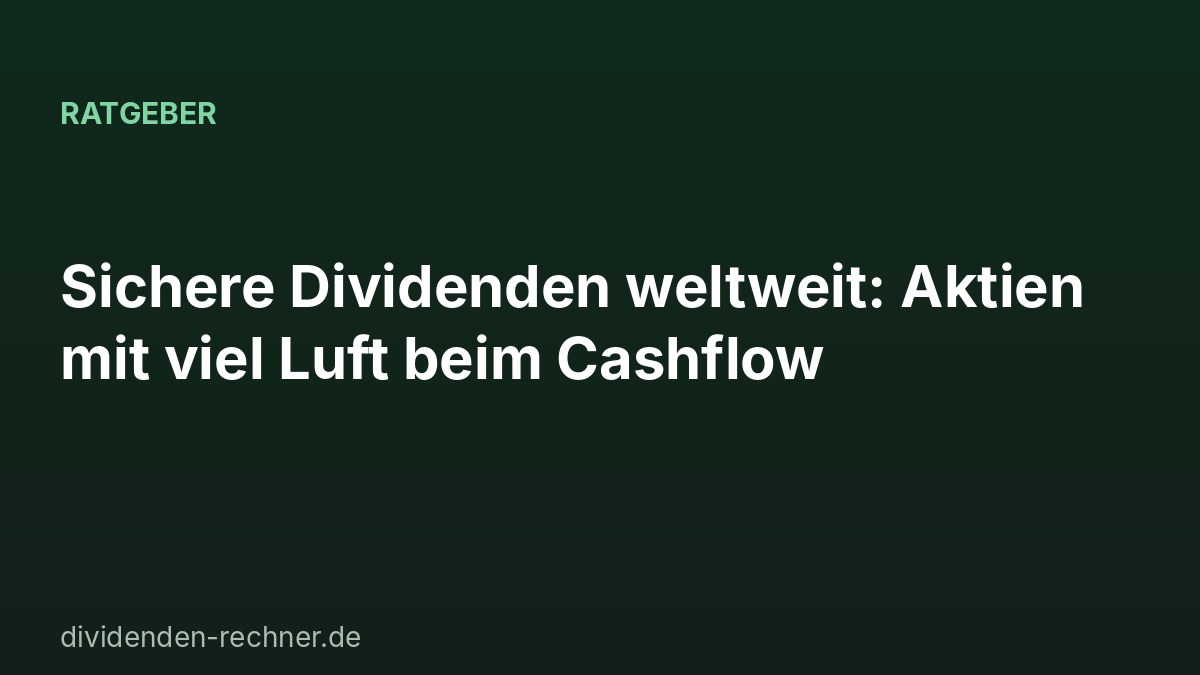 RATGEBER
Sichere Dividenden weltweit: Aktien
mit viel Luft beim Cashflow
dividenden-rechner.de